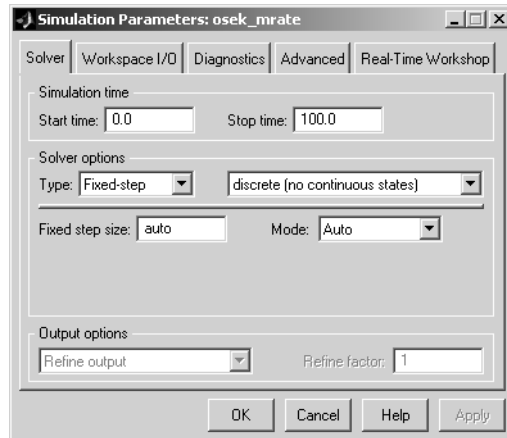 Simulation Parameters: osek_mrate
Solver Workspace I/O Diagnostics Advanced Real-Time Workshop
Simulation time
Start time: 0.0 Stop time: 100.0
Solver options
Type: Fixed-step discrete (no continuous states)
Fixed step size: auto Mode: Auto
Output options
Refine output Refine factor: 1
OK Cancel Help Apply